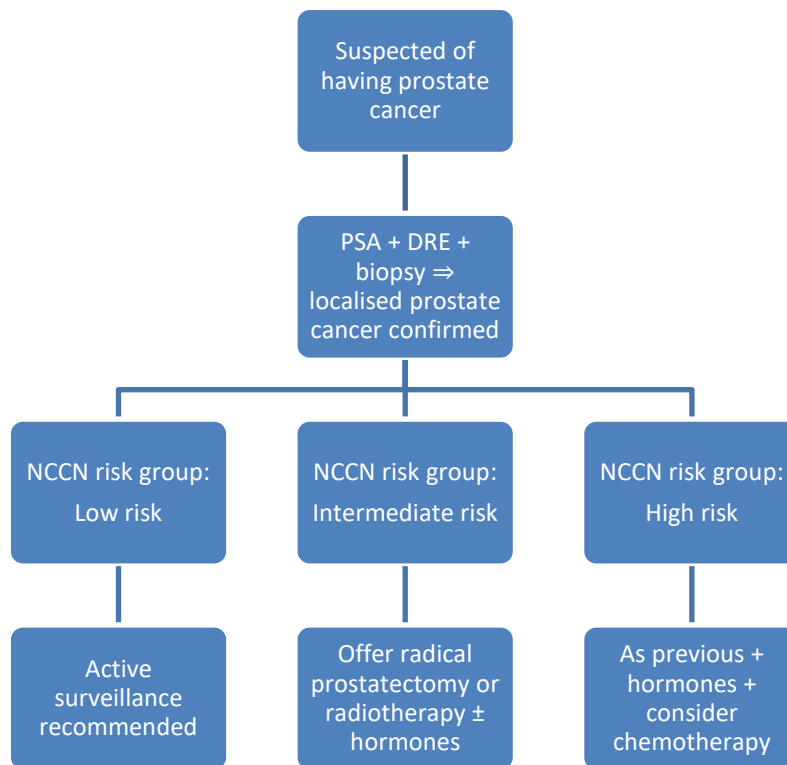 Suspected of
having prostate
cancer
PSA + DRE +
biopsy ⇒
localised prostate
cancer confirmed
NCCN risk group:
Low risk
NCCN risk group:
Intermediate risk
NCCN risk group:
High risk
Active
surveillance
recommended
Offer radical
prostatectomy or
radiotherapy ±
hormones
As previous +
hormones +
consider
chemotherapy